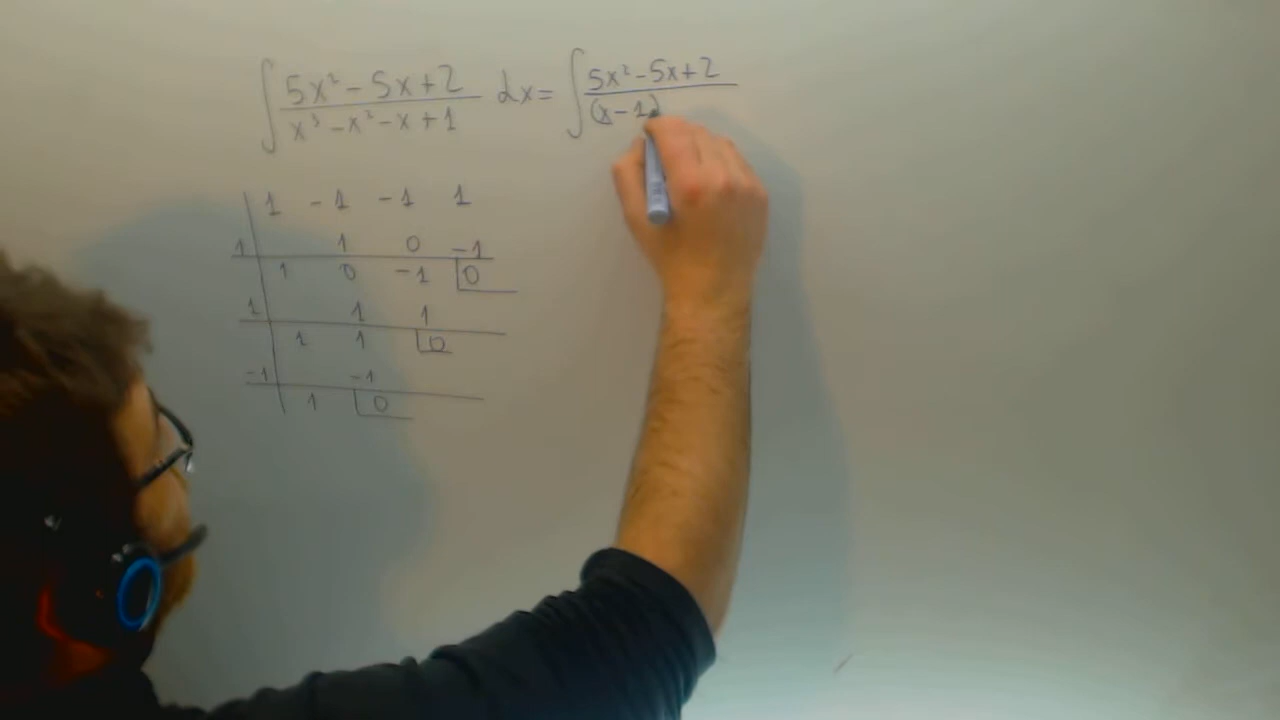 ∫ (5x² - 5x + 2)/(x³ - x² - x + 1) dx = ∫ (5x² - 5x + 2)/(x - 1)
1 -1 -1 1
1 1 0 -1
1 0 -1 0
1 1 1
1 1 0
-1 -1
1 0